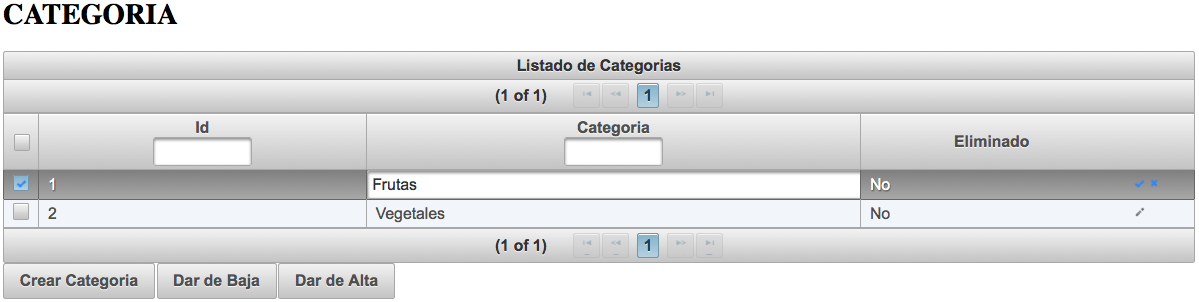 CATEGORIA
Listado de Categorias
(1 of 1) 1
Id Categoria Eliminado
1 Frutas No
2 Vegetales No
(1 of 1) 1
Crear Categoria Dar de Baja Dar de Alta